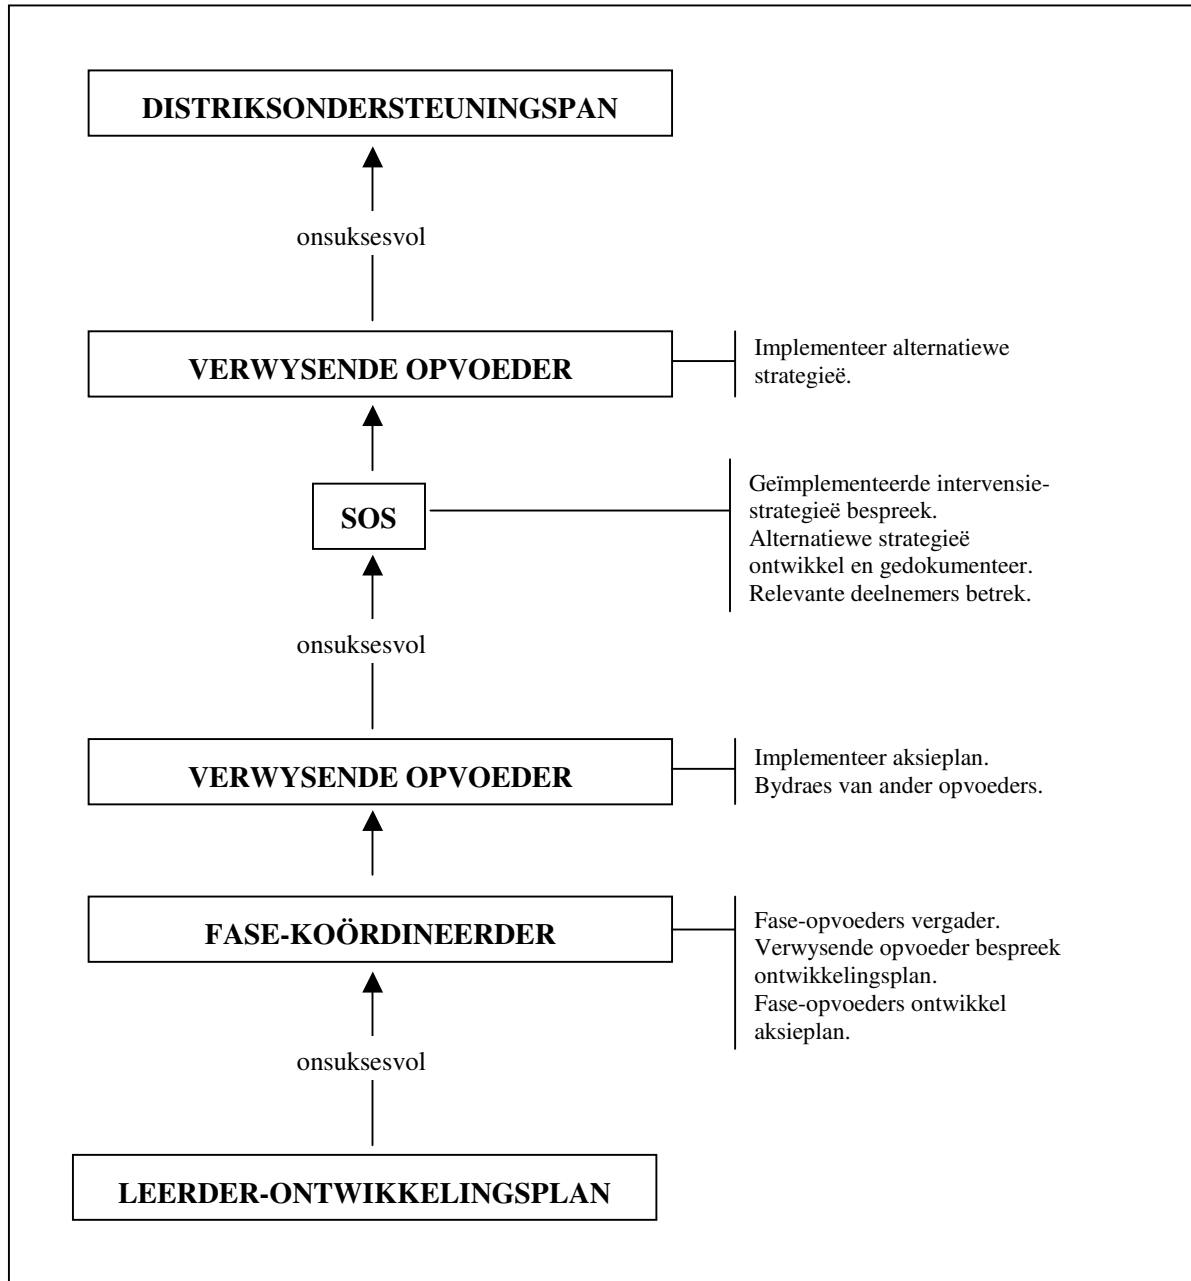 DISTRIKSONDERSTEUNINGSPAN
onsuksesvol
VERWYSENDE OPVOEDER
Implementeer alternatiewe
strategieë.
SOS
Geïmplementeerde intervensie-
strategieë bespreek.
Alternatiewe strategieë
ontwikkel en gedokumenteer.
Relevante deelnemers betrek.
onsuksesvol
VERWYSENDE OPVOEDER
Implementeer aksieplan.
Bydraes van ander opvoeders.
FASE-KOÖRDINEERDER
Fase-opvoeders vergader.
Verwysende opvoeder bespreek
ontwikkelingsplan.
Fase-opvoeders ontwikkel
aksieplan.
onsuksesvol
LEERDER-ONTWIKKELINGSPLAN